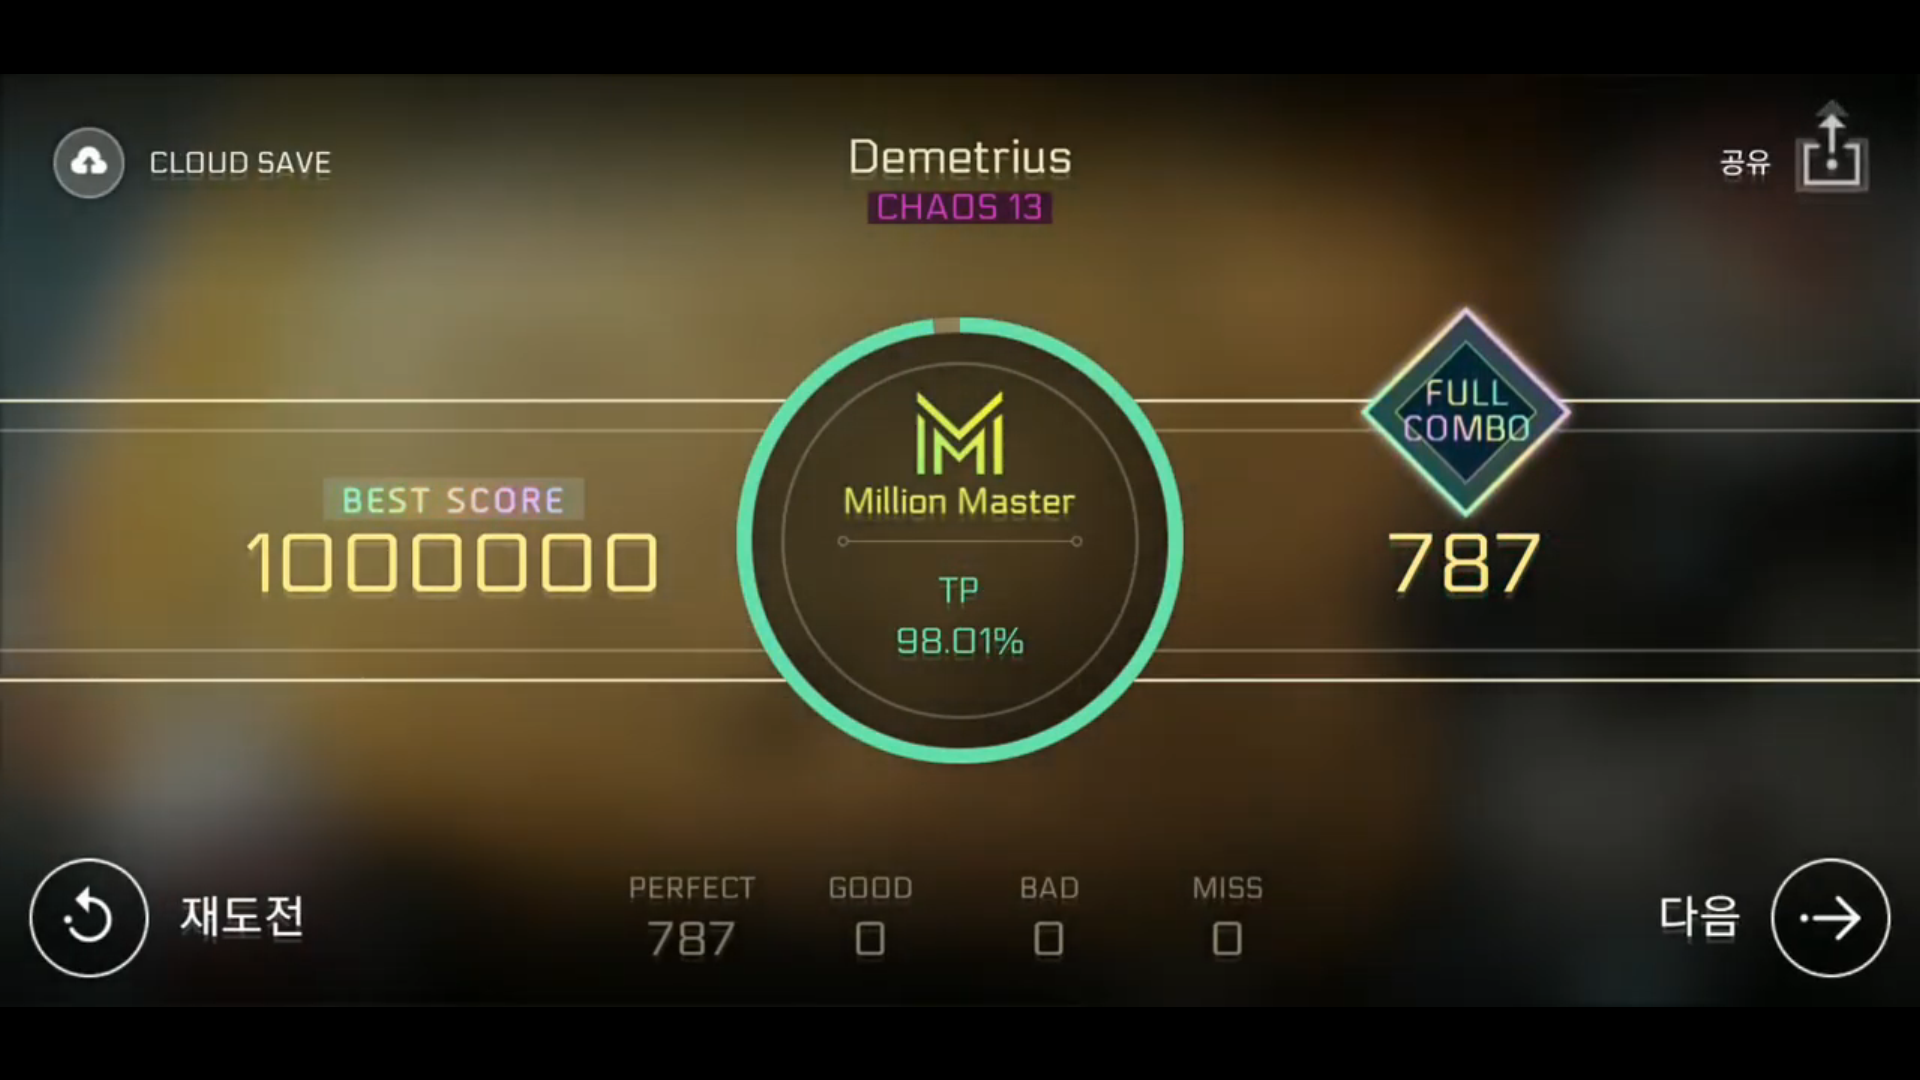 CLOUD SAVE
Demetrius
CHAOS 13
공유
FULL
COMBO
Million Master
BEST SCORE
1000000
787
TP
98.01%
재도전
PERFECT
GOOD
BAD
MISS
787
0
0
0
다음